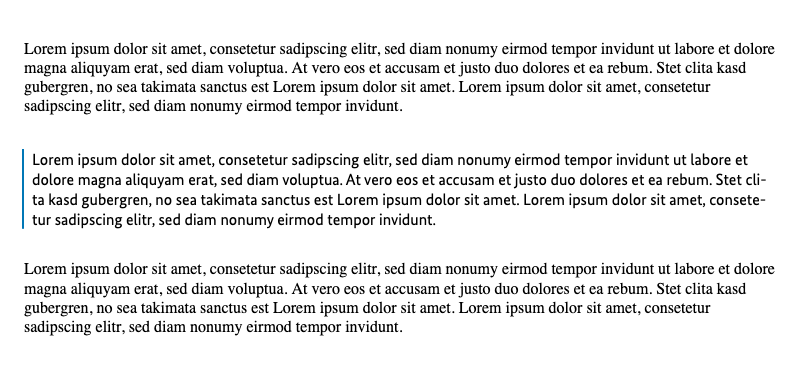 Lorem ipsum dolor sit amet, consetetur sadipscing elitr, sed diam nonumy eirmod tempor invidunt ut labore et dolore
magna aliquyam erat, sed diam voluptua. At vero eos et accusam et justo duo dolores et ea rebum. Stet clita kasd
gubergren, no sea takimata sanctus est Lorem ipsum dolor sit amet. Lorem ipsum dolor sit amet, consetetur
sadipscing elitr, sed diam nonumy eirmod tempor invidunt.
Lorem ipsum dolor sit amet, consetetur sadipscing elitr, sed diam nonumy eirmod tempor invidunt ut labore et
dolore magna aliquyam erat, sed diam voluptua. At vero eos et accusam et justo duo dolores et ea rebum. Stet cli-
ta kasd gubergren, no sea takimata sanctus est Lorem ipsum dolor sit amet. Lorem ipsum dolor sit amet, consete-
tur sadipscing elitr, sed diam nonumy eirmod tempor invidunt.
Lorem ipsum dolor sit amet, consetetur sadipscing elitr, sed diam nonumy eirmod tempor invidunt ut labore et dolore
magna aliquyam erat, sed diam voluptua. At vero eos et accusam et justo duo dolores et ea rebum. Stet clita kasd
gubergren, no sea takimata sanctus est Lorem ipsum dolor sit amet. Lorem ipsum dolor sit amet, consetetur
sadipscing elitr, sed diam nonumy eirmod tempor invidunt.